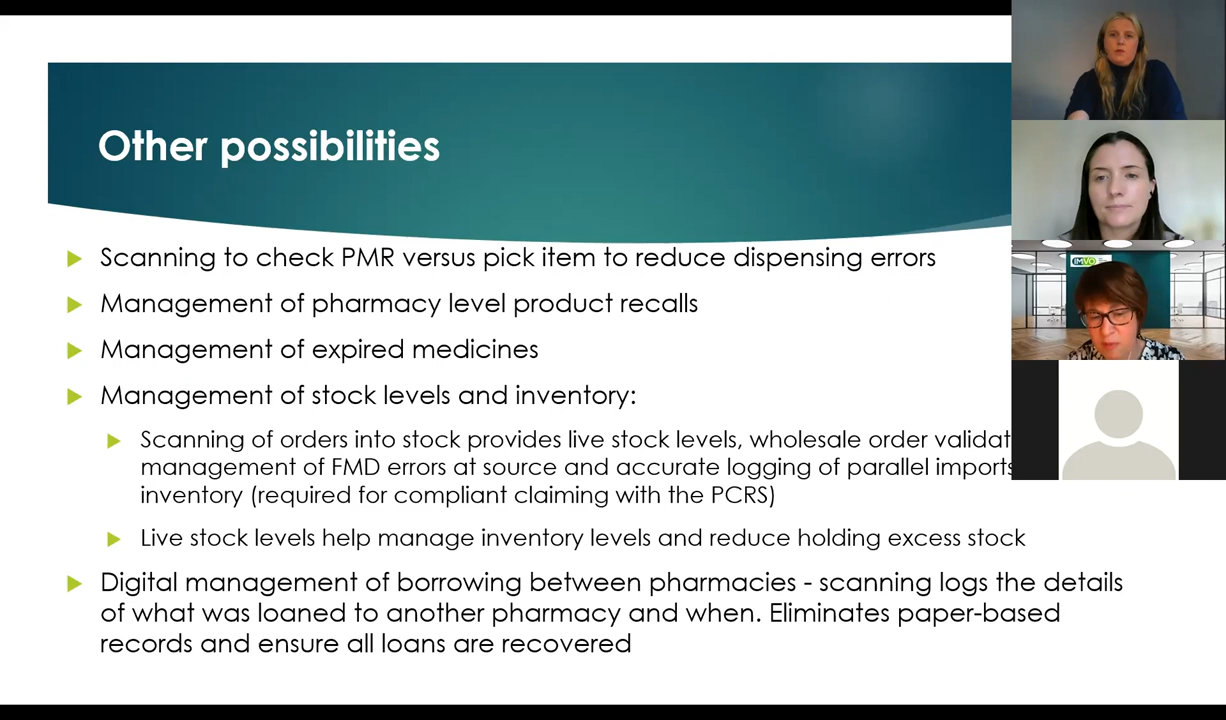 Other possibilities
Scanning to check PMR versus pick item to reduce dispensing errors
Management of pharmacy level product recalls
Management of expired medicines
Management of stock levels and inventory:
Scanning of orders into stock provides live stock levels, wholesale order validat
management of FMD errors at source and accurate logging of parallel imports
inventory (required for compliant claiming with the PCRS)
Live stock levels help manage inventory levels and reduce holding excess stock
Digital management of borrowing between pharmacies - scanning logs the details
of what was loaned to another pharmacy and when. Eliminates paper-based
records and ensure all loans are recovered
IMVO